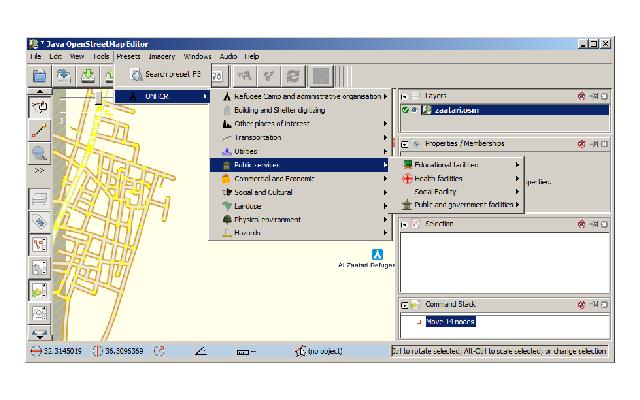 * Java OpenStreetMap Editor
File Edit View Tools Presets Imagery Windows Audio Help
Search preset F3
UNHCR
Refugee Camp and administrative organisation
Building and Shelter digitizing
Other places of interest
Transportation
Utilities
Public services
Commercial and Economic
Social and Cultural
Landuse
Physical environment
Hazards
Educational facilities
Health facilities
Social Facility
Public and government facilities
Layers
zaatari.osm
Properties / Memberships
perties.
Selection
Al Zaatari Refugee
Command Stack
Move 14 nodes
>>
32.3145019 36.3096369 -- (no object) Ctrl to rotate selected; Alt-Ctrl to scale selected; or change selection